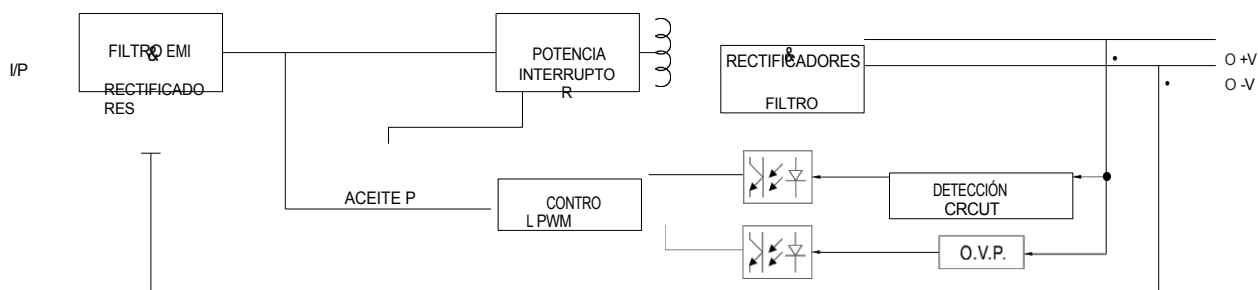 I/P
FILTRO EMI
&
RECTIFICADO
RES
POTENCIA
INTERRUPTO
R
&
RECTIFICADORES
FILTRO
O +V
O -V
ACEITE P
CONTRO
L PWM
DETECCIÓN
CRCUT
O.V.P.